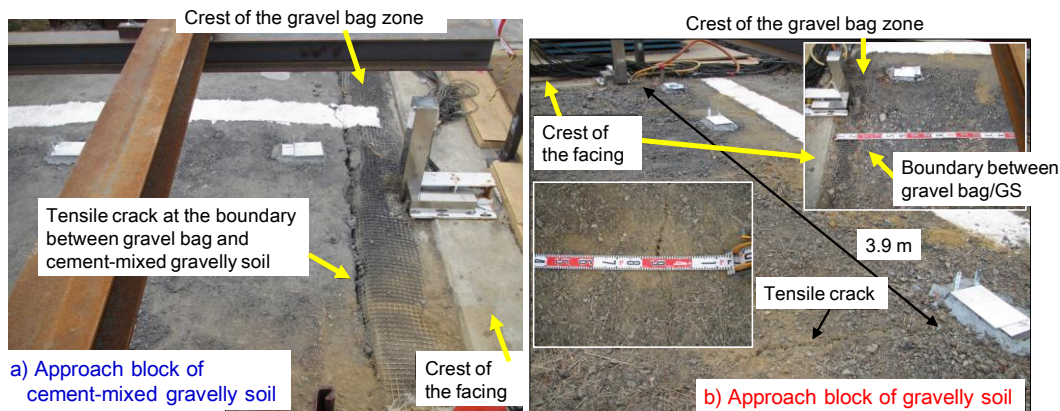 Crest of the gravel bag zone
Tensile crack at the boundary
between gravel bag and
cement-mixed gravelly soil
a) Approach block of
cement-mixed gravelly soil
Crest of
the facing
Crest of the gravel bag zone
Crest of
the facing
Boundary between
gravel bag/GS
3.9 m
Tensile crack
b) Approach block of gravelly soil